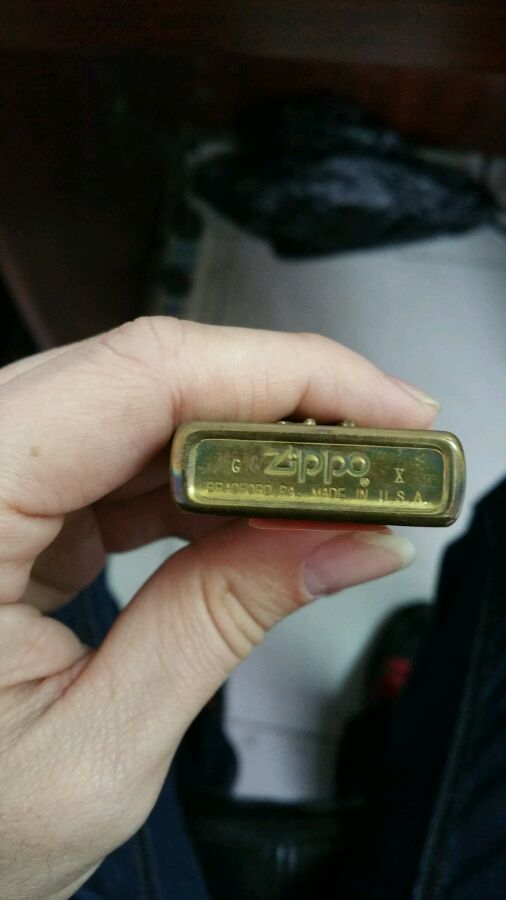 G Zippo® X
BRADFORD, PA. MADE IN U.S.A.